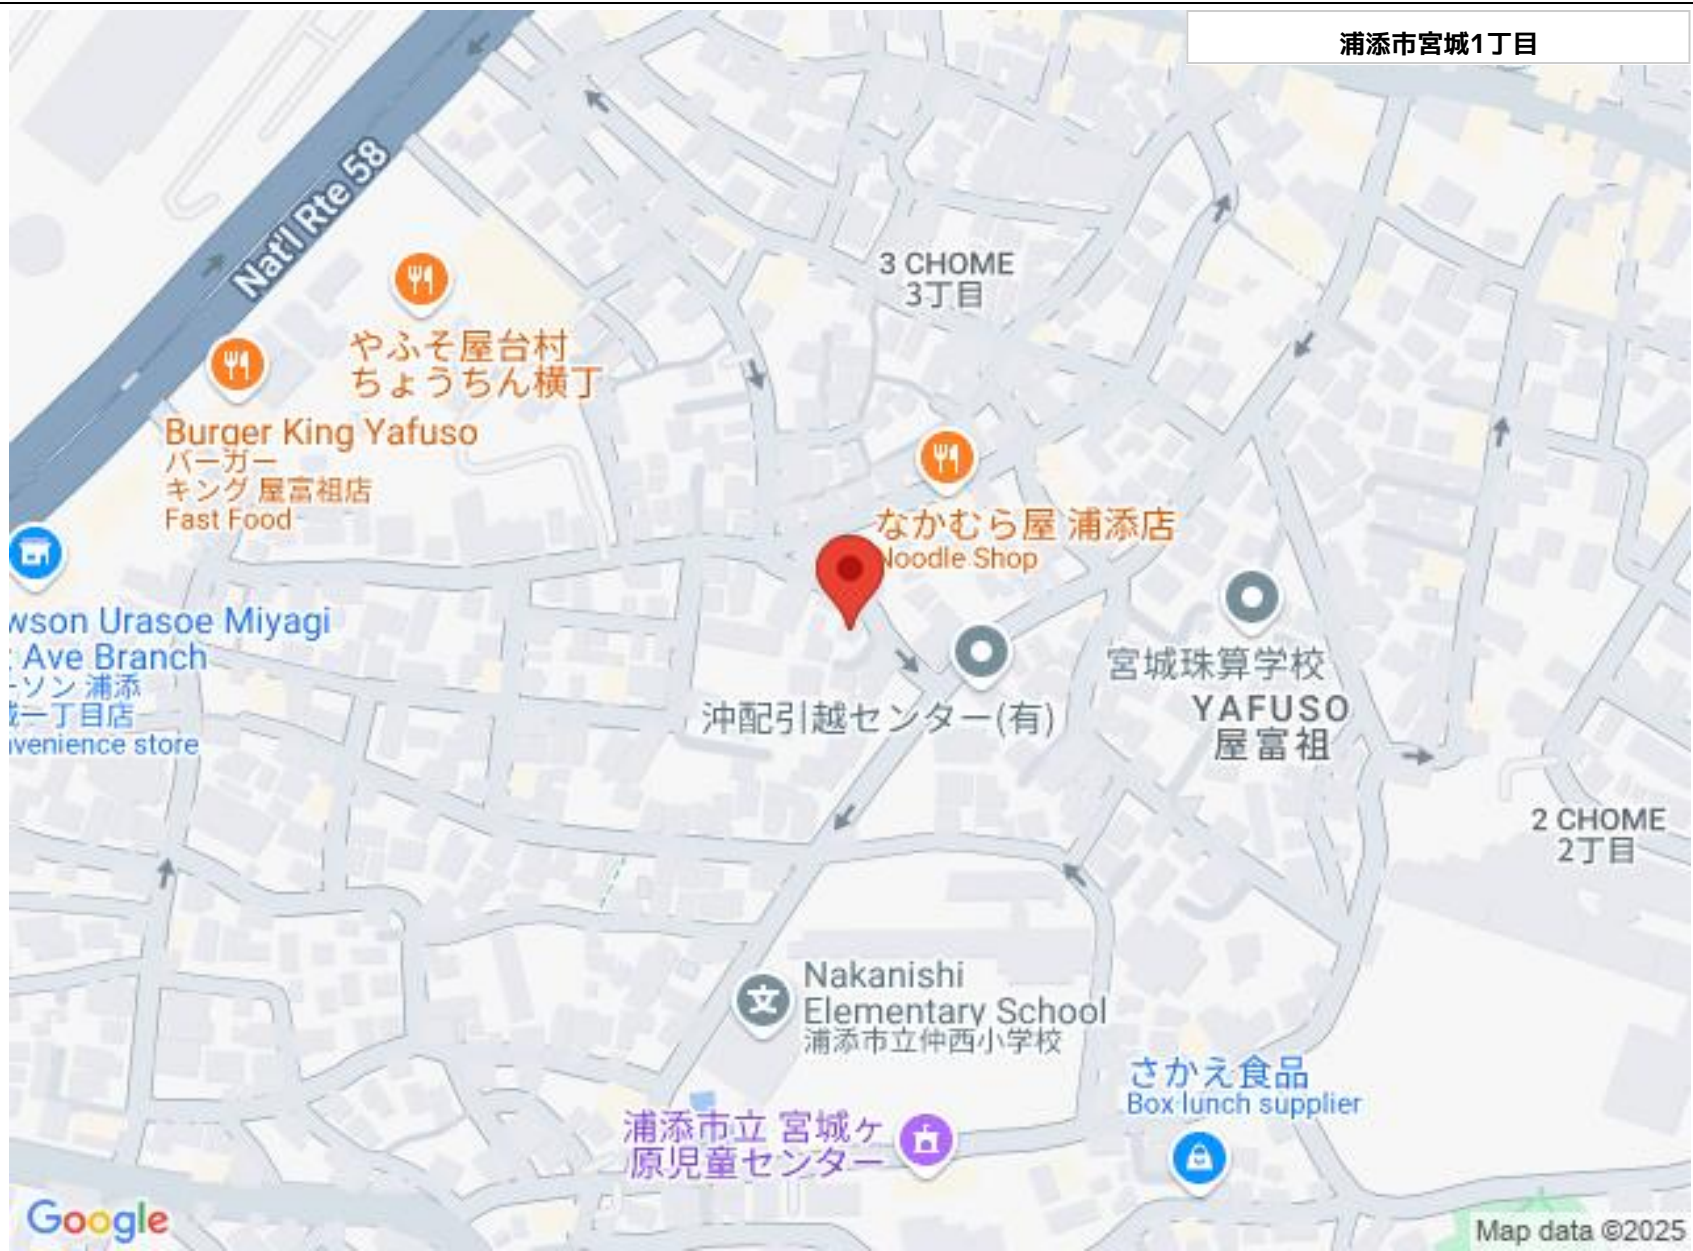 浦添市宮城1丁目
Nat'l Rte 58
3 CHOME
3丁目
やふそ屋台村
ちょうちん横丁
Burger King Yafuso
バーガー
キング 屋富祖店
Fast Food
なかむら屋 浦添店
Noodle Shop
wson Urasoe Miyagi
Ave Branch
ーソン 浦添
一丁目店
nvenience store
宮城珠算学校
YAFUSO
屋富祖
沖配引越センター(有)
2 CHOME
2丁目
文
Nakanishi
Elementary School
浦添市立仲西小学校
さかえ食品
Box lunch supplier
浦添市立 宮城ヶ
原児童センター
Google
Map data ©2025